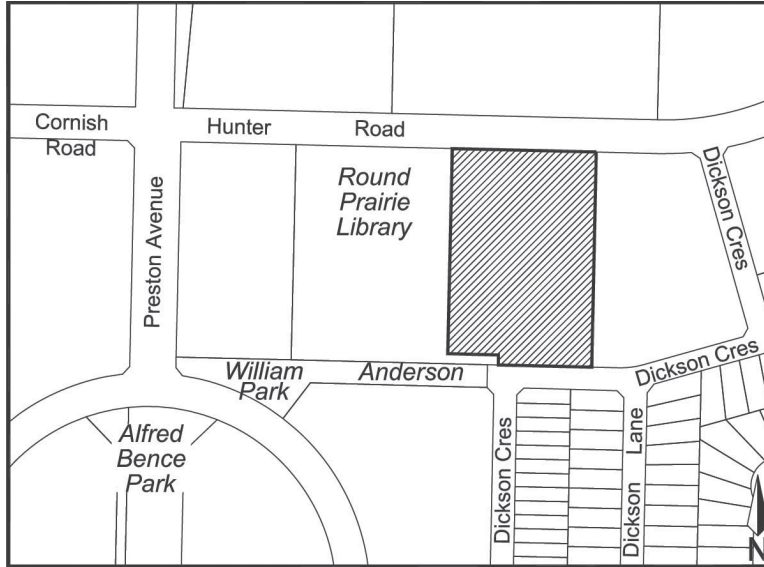 Cornish
Road
Hunter Road
Preston Avenue
Round
Prairie
Library
Dickson Cres
Dickson Cres
William Anderson
Park
Alfred
Bence
Park
Dickson Cres
Dickson Lane
N